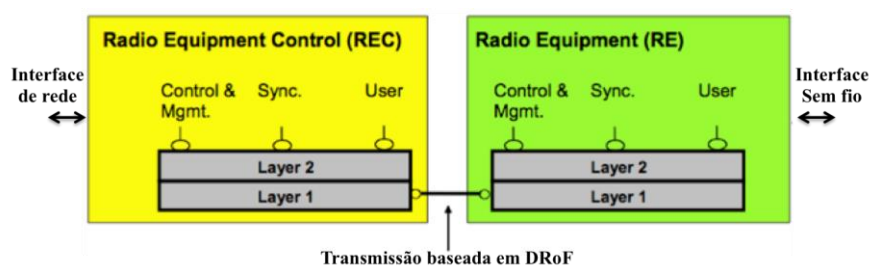 Radio Equipment Control (REC)
Radio Equipment (RE)
Interface
de rede
Control &
Mgmt.
Sync.
User
Control &
Mgmt.
Sync.
User
Interface
Sem fio
Layer 2
Layer 1
Layer 2
Layer 1
Transmissão baseada em DRoF